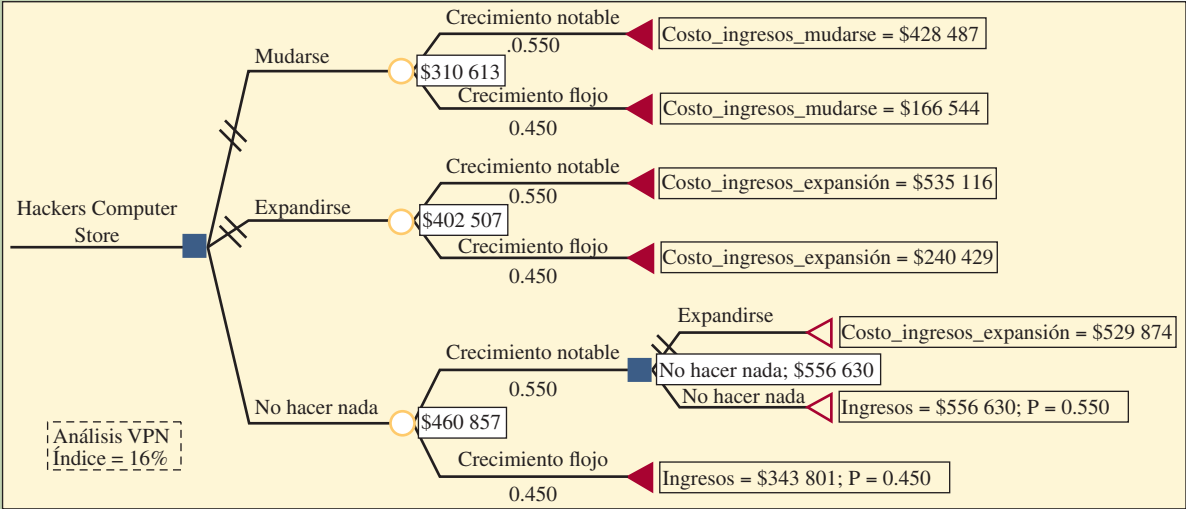 Crecimiento notable
.0.550
Costo_ingresos_mudarse = $428 487
Mudarse
$310 613
Crecimiento flojo
0.450
Costo_ingresos_mudarse = $166 544
Crecimiento notable
0.550
Costo_ingresos_expansión = $535 116
Hackers Computer
Store
Expandirse
$402 507
Crecimiento flojo
0.450
Costo_ingresos_expansión = $240 429
Expandirse
Costo_ingresos_expansión = $529 874
Crecimiento notable
0.550
No hacer nada; $556 630
No hacer nada
Ingresos = $556 630; P = 0.550
No hacer nada
$460 857
Crecimiento flojo
0.450
Ingresos = $343 801; P = 0.450
Análisis VPN
Índice = 16%